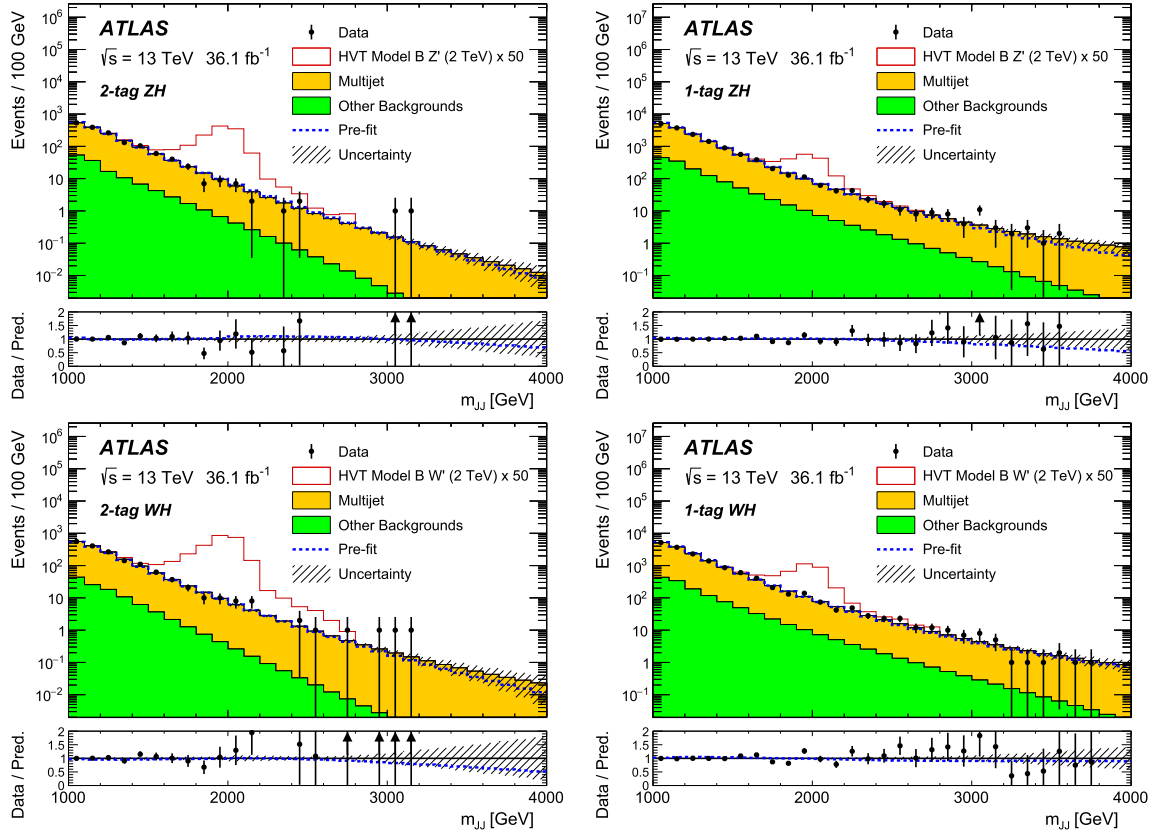 ATLAS
√s = 13 TeV 36.1 fb⁻¹
2-tag ZH
Data
HVT Model B Z' (2 TeV) x 50
Multijet
Other Backgrounds
Pre-fit
Uncertainty
Events / 100 GeV
10⁶
10⁵
10⁴
10³
10²
10
1
10⁻¹
10⁻²
Data / Pred.
2
1.5
1
0.5
0
1000 2000 3000 4000
m_JJ [GeV]
ATLAS
√s = 13 TeV 36.1 fb⁻¹
1-tag ZH
Data
HVT Model B Z' (2 TeV) x 50
Multijet
Other Backgrounds
Pre-fit
Uncertainty
Events / 100 GeV
10⁶
10⁵
10⁴
10³
10²
10
1
10⁻¹
Data / Pred.
2
1.5
1
0.5
0
1000 2000 3000 4000
m_JJ [GeV]
ATLAS
√s = 13 TeV 36.1 fb⁻¹
2-tag WH
Data
HVT Model B W' (2 TeV) x 50
Multijet
Other Backgrounds
Pre-fit
Uncertainty
Events / 100 GeV
10⁶
10⁵
10⁴
10³
10²
10
1
10⁻¹
10⁻²
Data / Pred.
2
1.5
1
0.5
0
1000 2000 3000 4000
m_JJ [GeV]
ATLAS
√s = 13 TeV 36.1 fb⁻¹
1-tag WH
Data
HVT Model B W' (2 TeV) x 50
Multijet
Other Backgrounds
Pre-fit
Uncertainty
Events / 100 GeV
10⁶
10⁵
10⁴
10³
10²
10
1
10⁻¹
Data / Pred.
2
1.5
1
0.5
0
1000 2000 3000 4000
m_JJ [GeV]